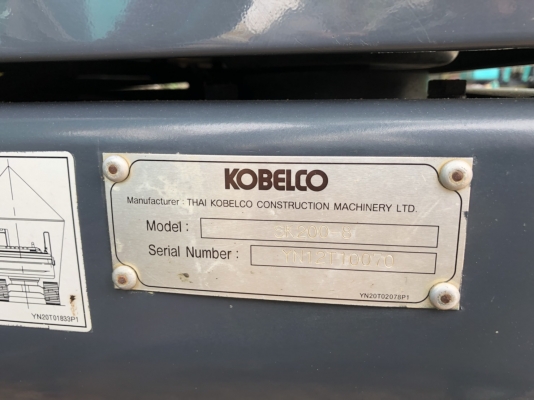 KOBELCO
Manufacturer : THAI KOBELCO CONSTRUCTION MACHINERY LTD.
Model :
Serial Number :
YN20T02078P1
YN20T01833P1